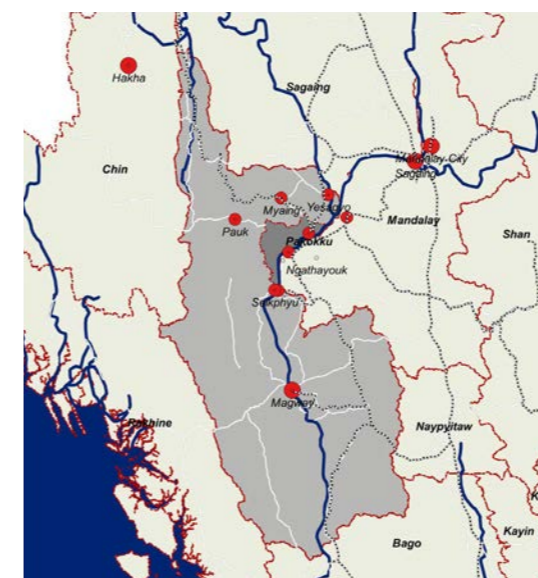 Hakha
Sagaing
Mandalay City
Sagaing
Chin
Myaing
Yesagyo
Mandalay
Pauk
Shan
Pakokku
Ngathayouk
Seikphyu
Magway
Rakhine
Naypyitaw
Bago
Kayin
K